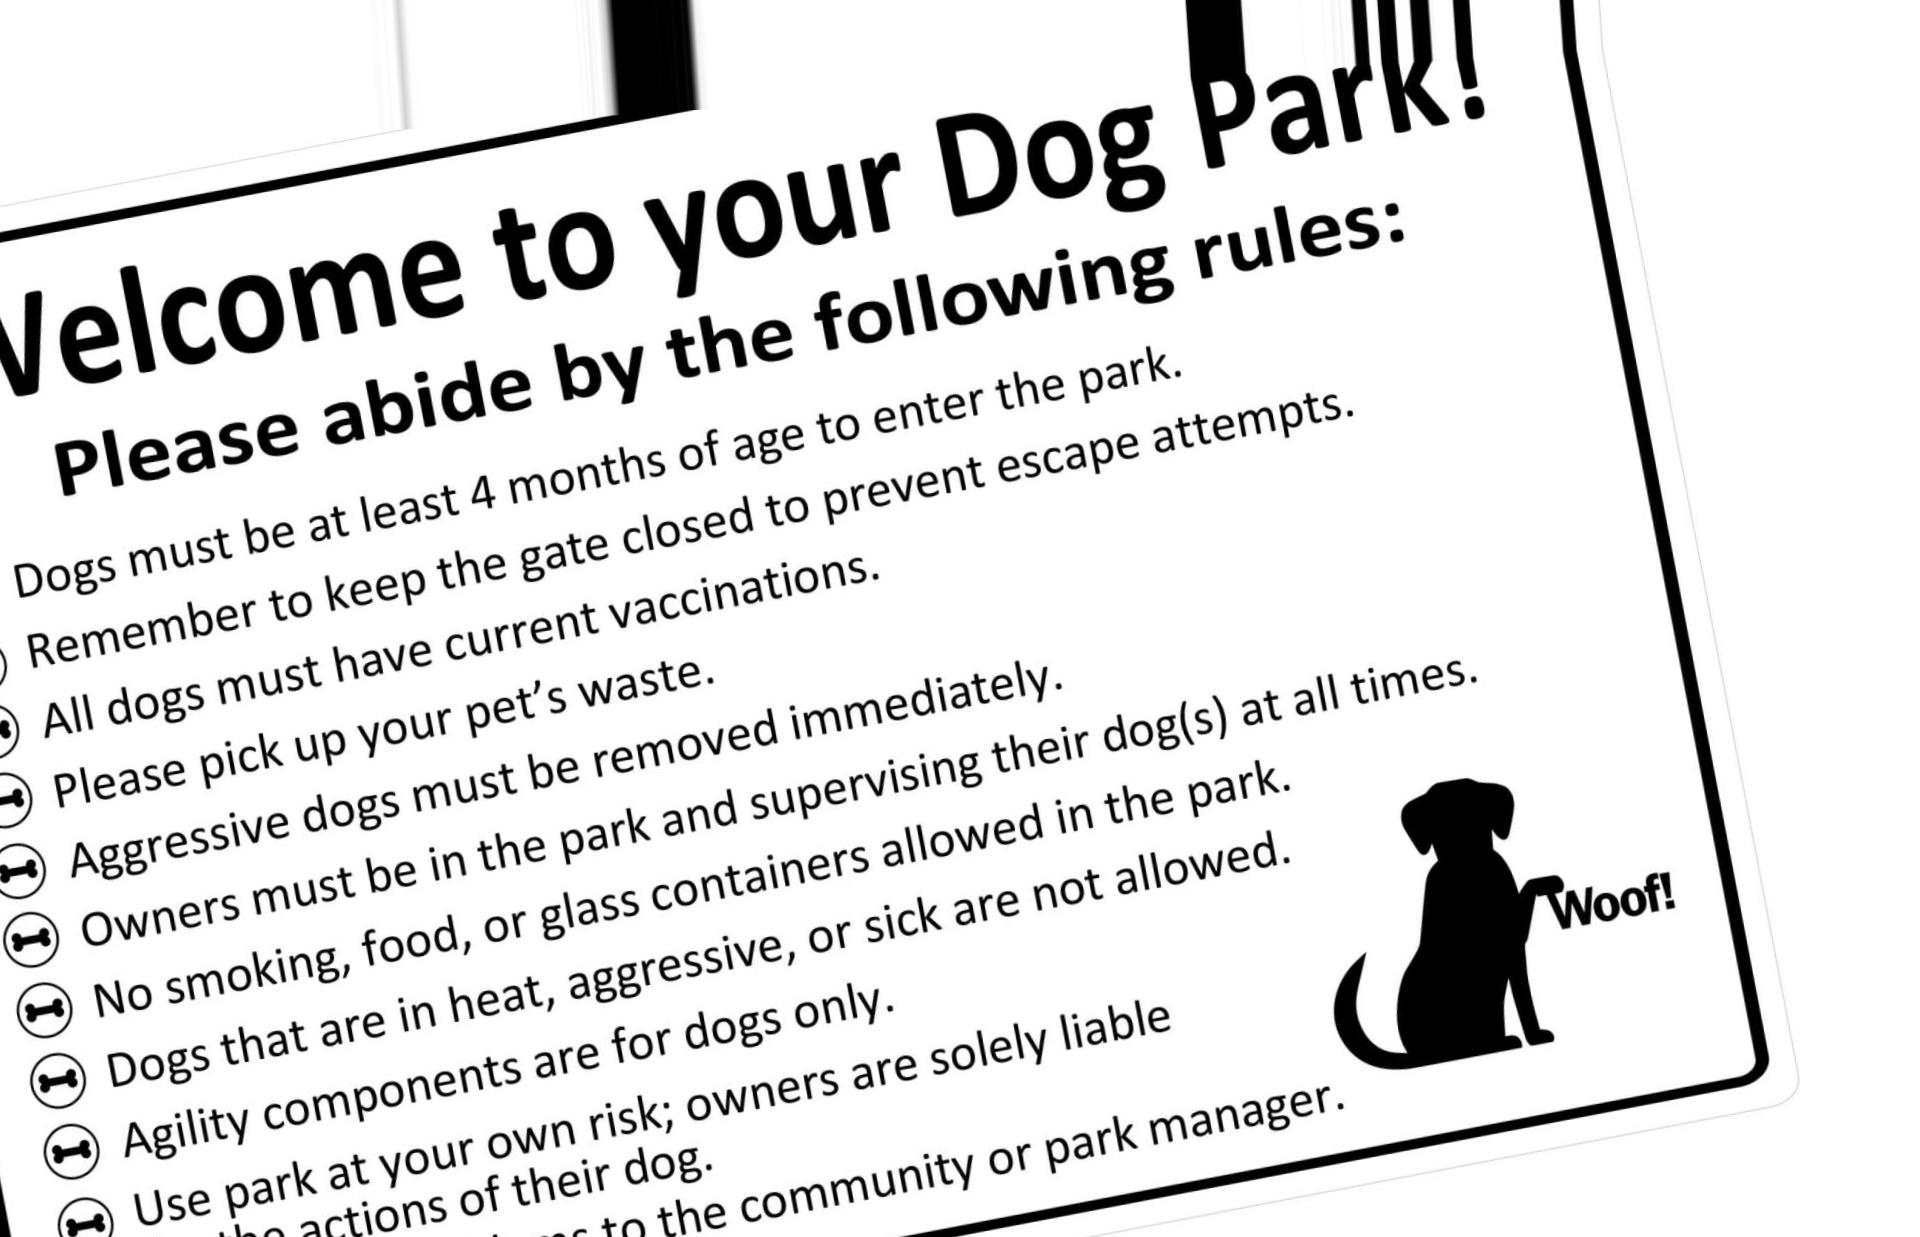 Welcome to your Dog Park!
Please abide by the following rules:
Dogs must be at least 4 months of age to enter the park.
Remember to keep the gate closed to prevent escape attempts.
All dogs must have current vaccinations.
Please pick up your pet’s waste.
Aggressive dogs must be removed immediately.
Owners must be in the park and supervising their dog(s) at all times.
No smoking, food, or glass containers allowed in the park.
Dogs that are in heat, aggressive, or sick are not allowed.
Agility components are for dogs only.
Use park at your own risk; owners are solely liable
the actions of their dog.
to the community or park manager.
Woof!